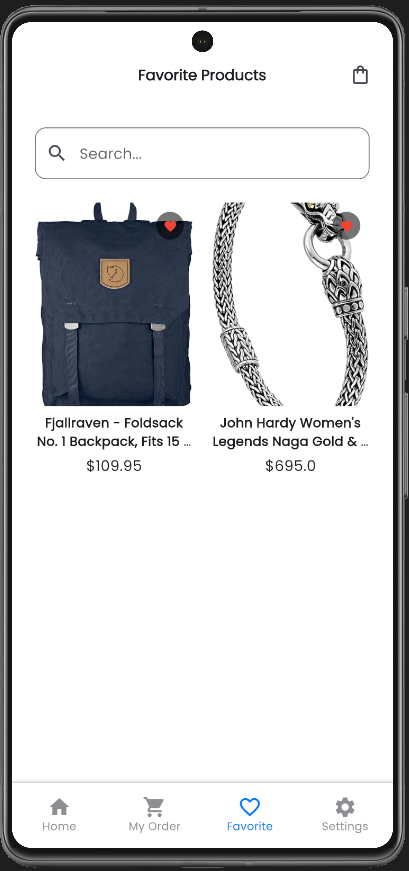 Favorite Products
Search...
Fjallraven - Foldsack
No. 1 Backpack, Fits 15 ...
$109.95
John Hardy Women's
Legends Naga Gold & ...
$695.0
Home
My Order
Favorite
Settings